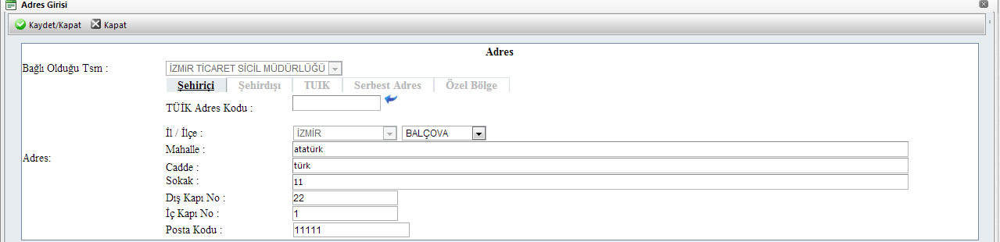 Adres Girisi
Kaydet/Kapat Kapat
Adres
Bağlı Olduğu Tsm : İZMİR TİCARET SİCİL MÜDÜRLÜĞÜ
Şehiriçi Şehirdışı TUIK Serbest Adres Özel Bölge
TÜİK Adres Kodu :
İl / İlçe : İZMİR BALÇOVA
Mahalle : atatürk
Adres:
Cadde : türk
Sokak : 11
Dış Kapı No : 22
İç Kapı No : 1
Posta Kodu : 11111